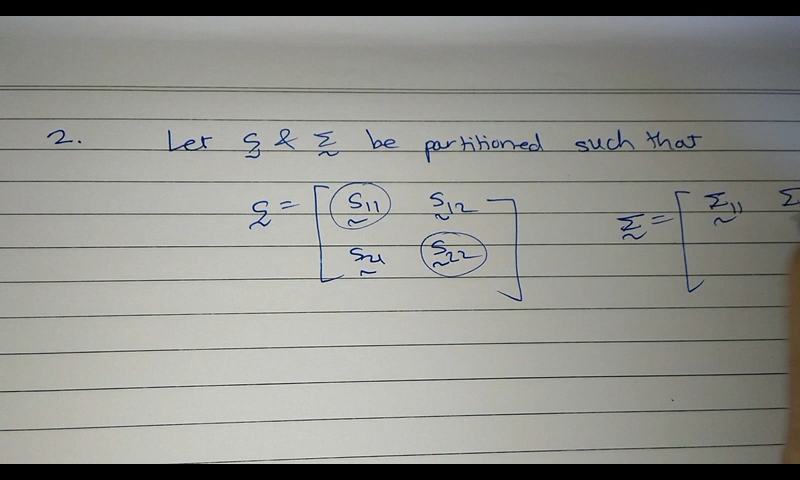 2. Let S & Σ be partitioned such that
S = [ S11 S12 Σ = [ Σ11 Σ
S21 S22 ]